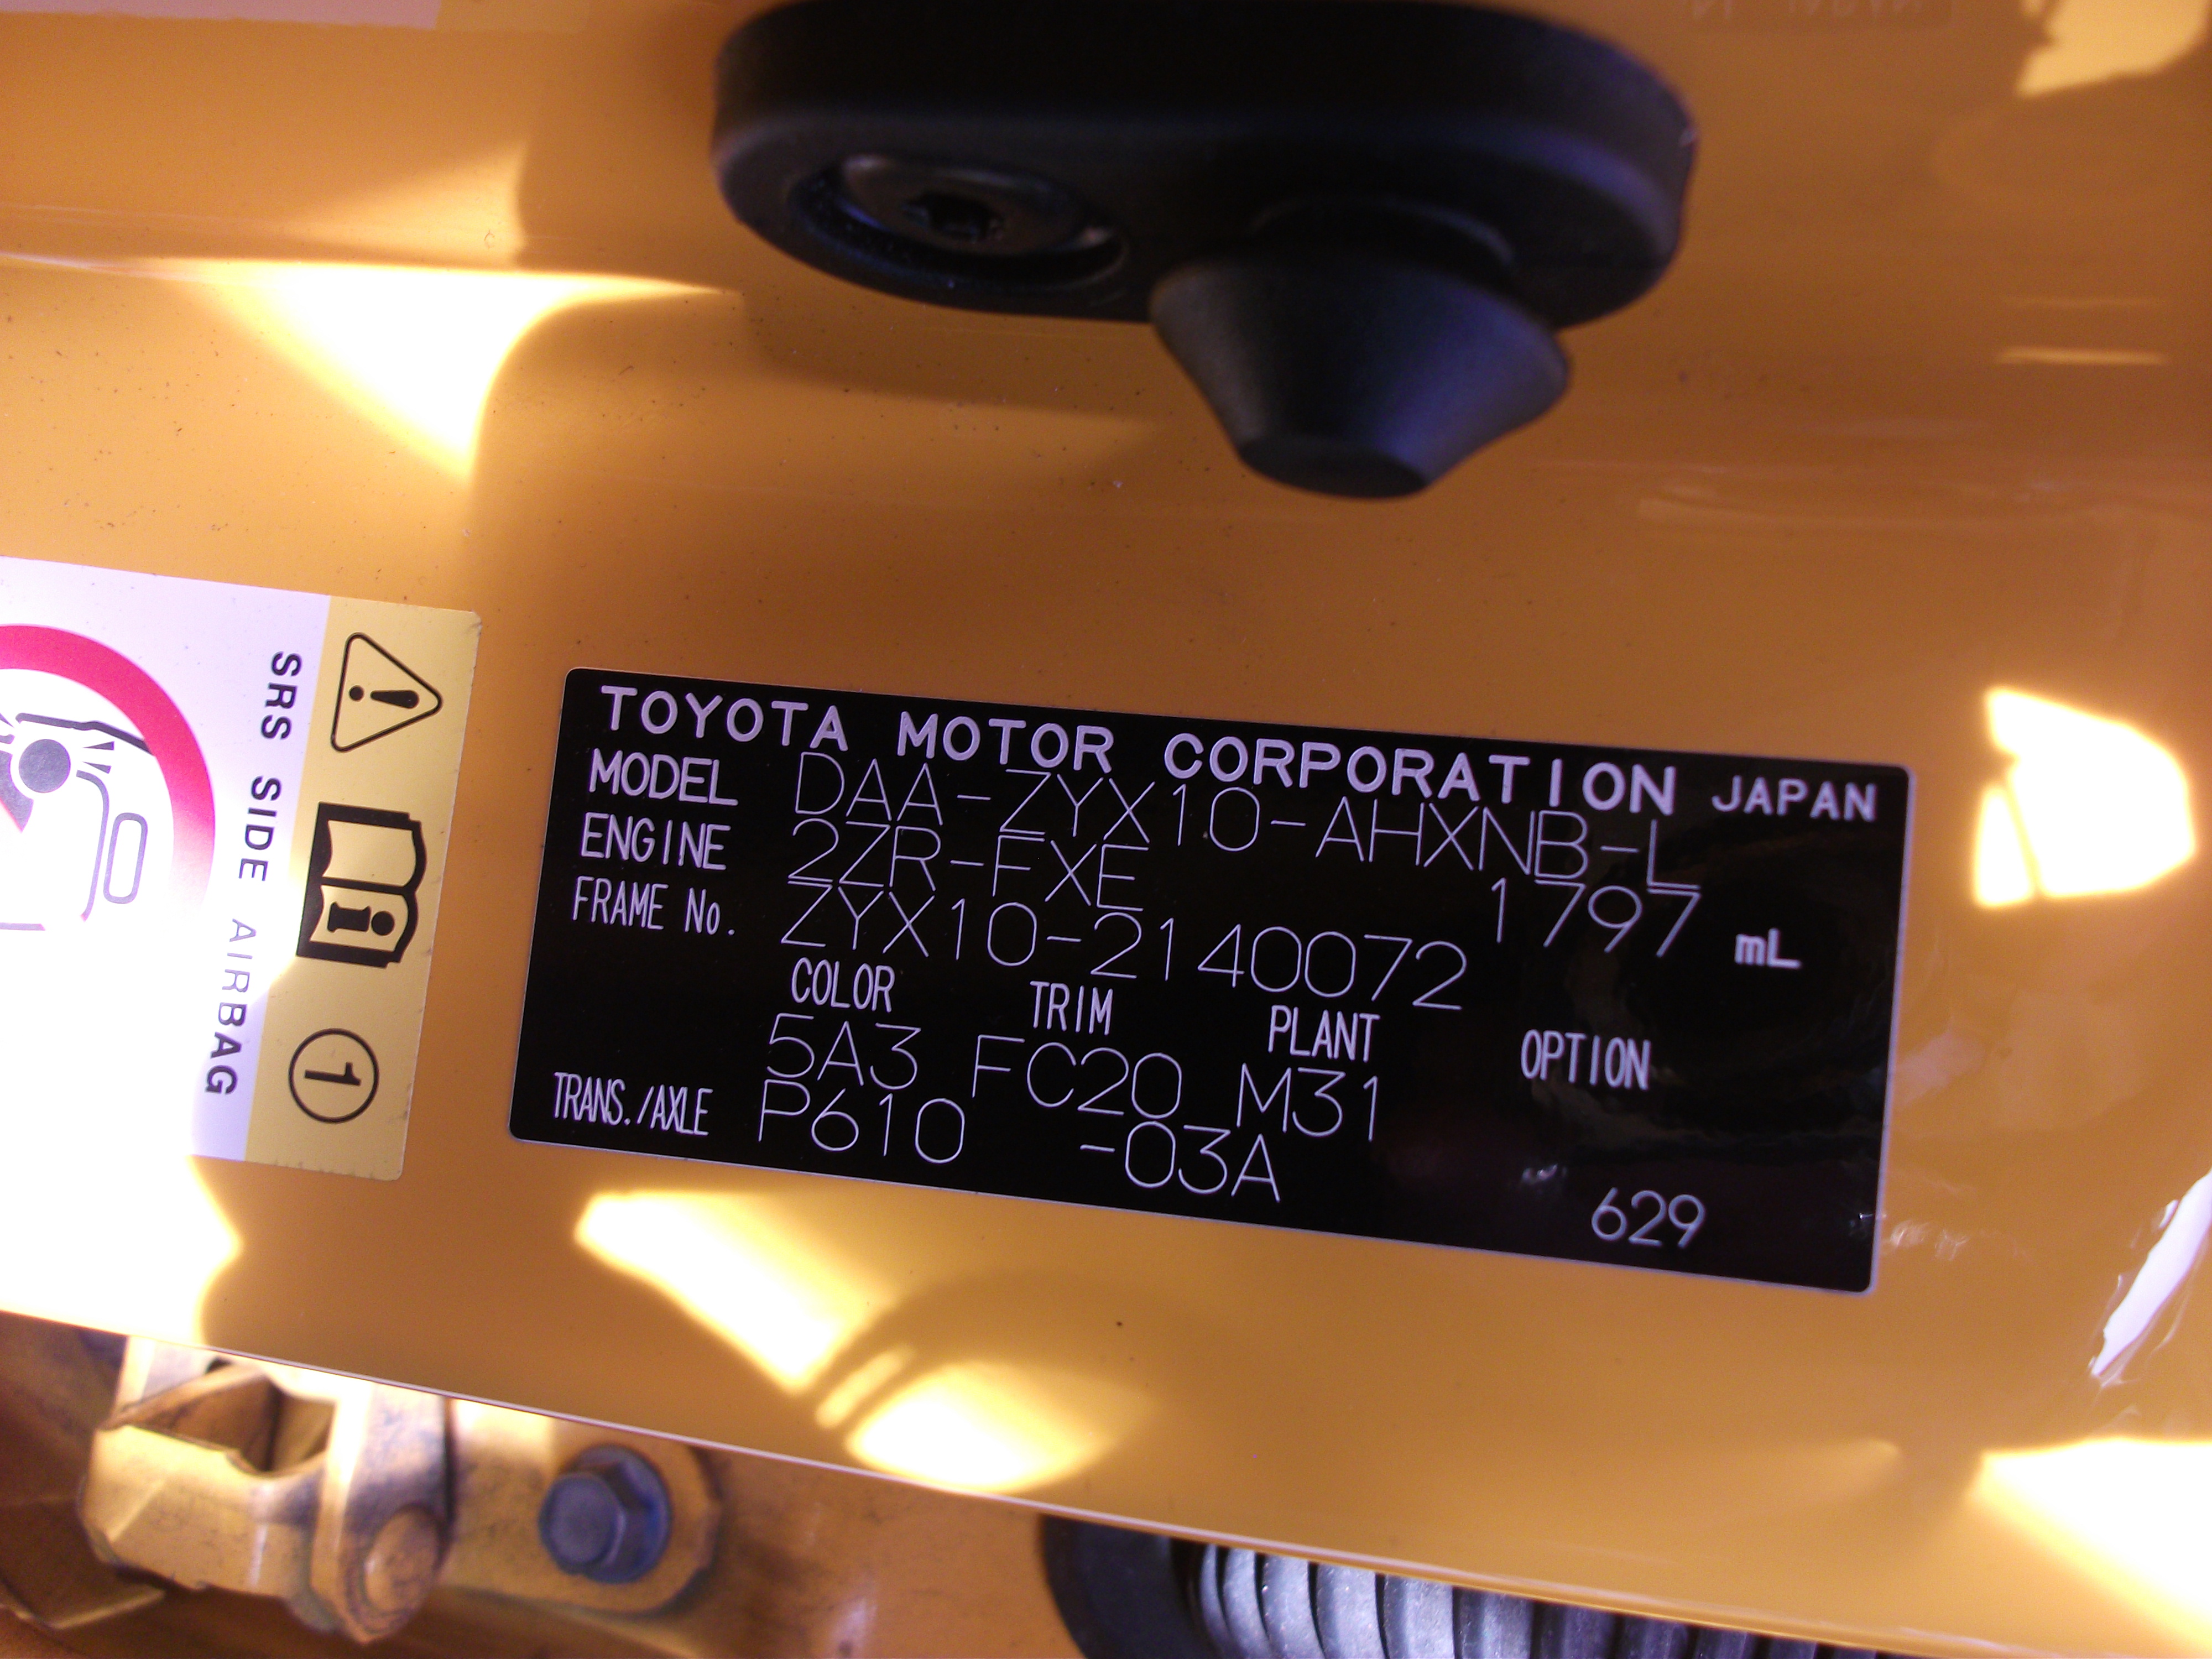 TOYOTA MOTOR CORPORATION JAPAN
MODEL DAA-ZYX10-AHXNB-L
ENGINE 2ZR-FXE 1797 mL
FRAME No. ZYX10-2140072
COLOR TRIM PLANT OPTION
5A3 FC20 M31
TRANS./AXLE P610 -03A
629
SRS SIDE AIRBAG
i
1